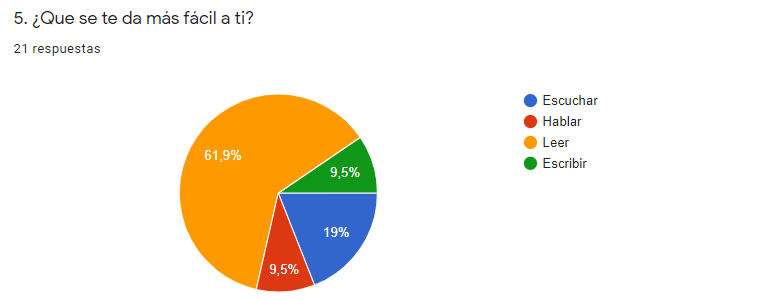 5. ¿Que se te da más fácil a ti?
21 respuestas
Escuchar
Hablar
Leer
Escribir
61,9%
9,5%
19%
9,5%